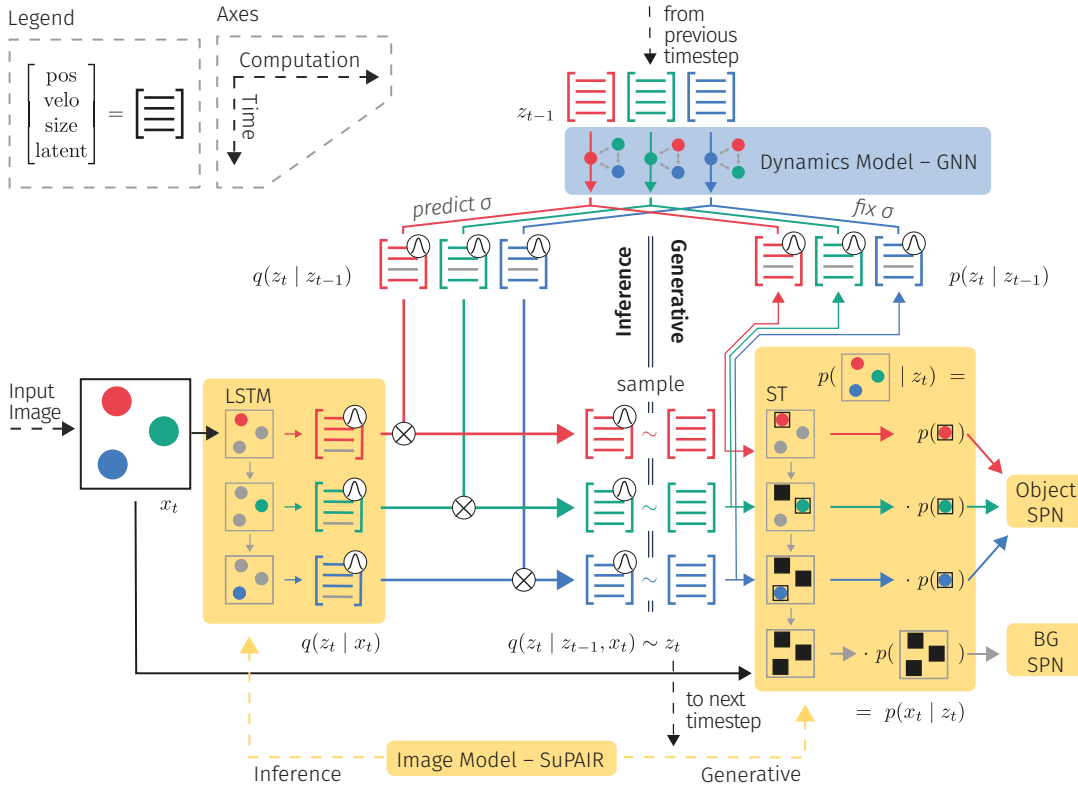 Legend
Axes
pos
velo
size
latent
=
Computation
Time
from
previous
timestep
z_{t-1}
Dynamics Model – GNN
predict σ
fix σ
q(z_t | z_{t-1})
Inference
Generative
p(z_t | z_{t-1})
Input
Image
x_t
LSTM
sample
~
~
~
ST
p( | z_t) =
p( )
· p( )
· p( )
· p( )
Object
SPN
BG
SPN
q(z_t | x_t)
q(z_t | z_{t-1}, x_t) ~ z_t
= p(x_t | z_t)
to next
timestep
Image Model – SuPAIR
Inference
Generative